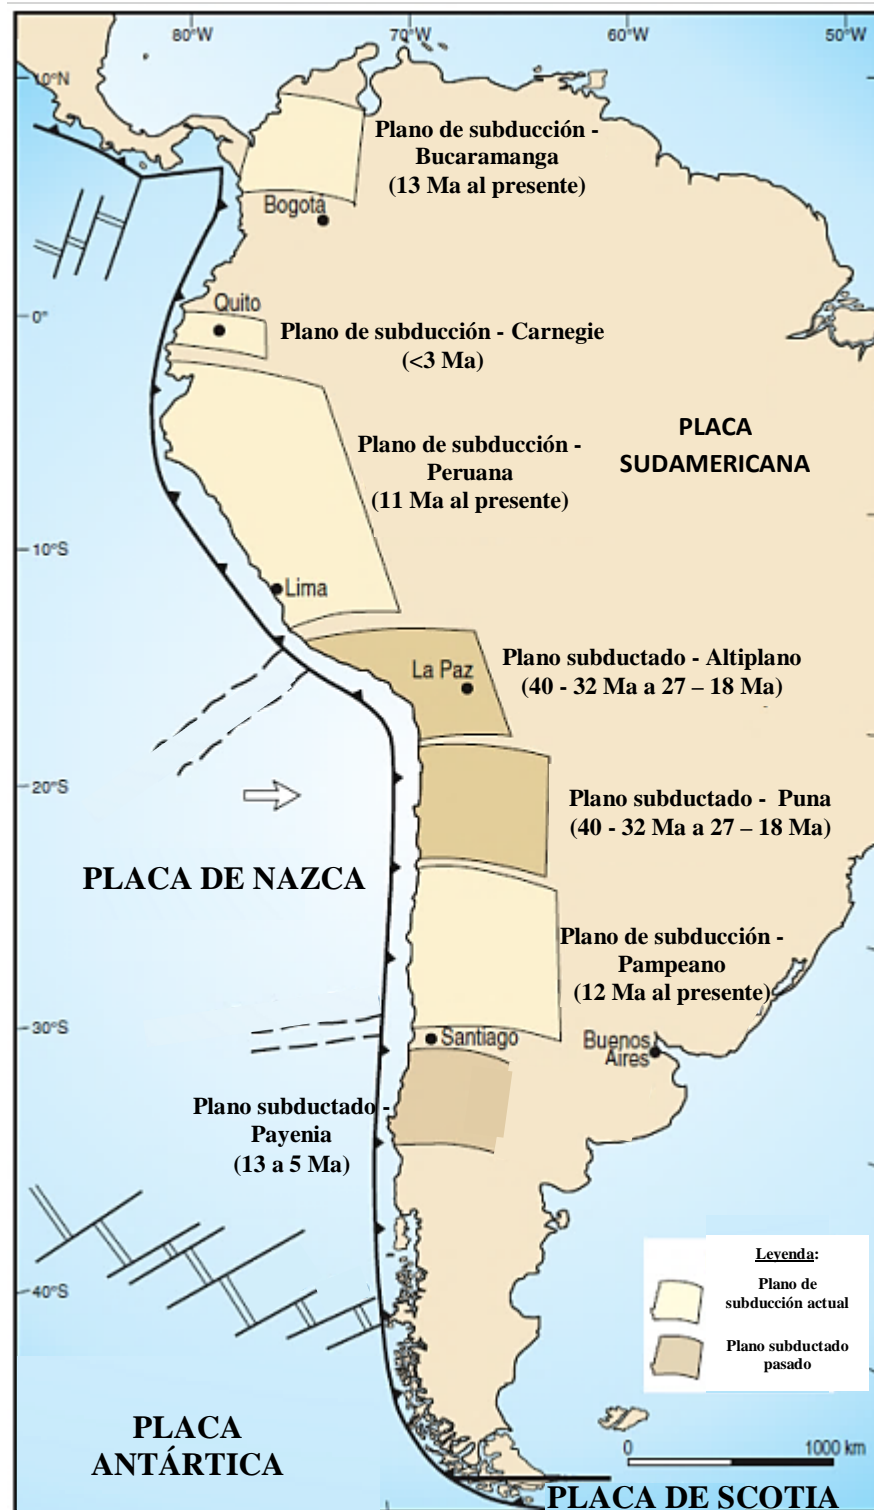 80°W
70°W
60°W
50°W
10°N
Plano de subducción -
Bucaramanga
(13 Ma al presente)
Bogotá
Quito
0°
Plano de subducción - Carnegie
(<3 Ma)
PLACA
SUDAMERICANA
Plano de subducción -
Peruana
(11 Ma al presente)
10°S
Lima
Plano subductado - Altiplano
(40 - 32 Ma a 27 – 18 Ma)
La Paz
20°S
Plano subductado - Puna
(40 - 32 Ma a 27 – 18 Ma)
PLACA DE NAZCA
Plano de subducción -
Pampeano
(12 Ma al presente)
30°S
Santiago
Buenos
Aires
Plano subductado -
Payenia
(13 a 5 Ma)
Leyenda:
Plano de
subducción actual
Plano subductado
pasado
40°S
PLACA
ANTÁRTICA
0
1000 km
PLACA DE SCOTIA